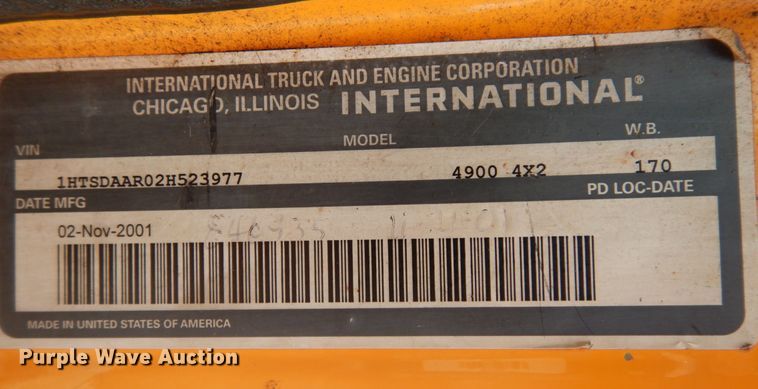 INTERNATIONAL TRUCK AND ENGINE CORPORATION
CHICAGO, ILLINOIS INTERNATIONAL®
VIN MODEL W.B.
1HTSDAAR02H523977 4900 4X2 170
DATE MFG PD LOC-DATE
02-Nov-2001
MADE IN UNITED STATES OF AMERICA
Purple Wave Auction